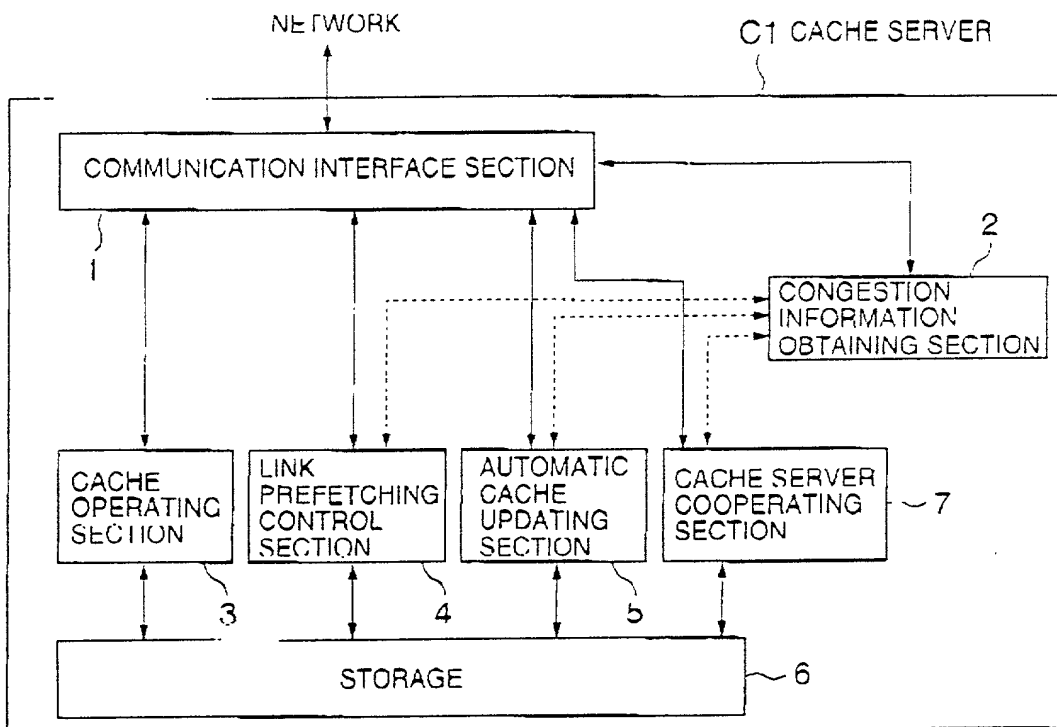 NETWORK
C1 CACHE SERVER
COMMUNICATION INTERFACE SECTION
1
2
CONGESTION
INFORMATION
OBTAINING SECTION
CACHE
OPERATING
SECTION
LINK
PREFETCHING
CONTROL
SECTION
AUTOMATIC
CACHE
UPDATING
SECTION
CACHE SERVER
COOPERATING
SECTION
7
3
4
5
STORAGE
6